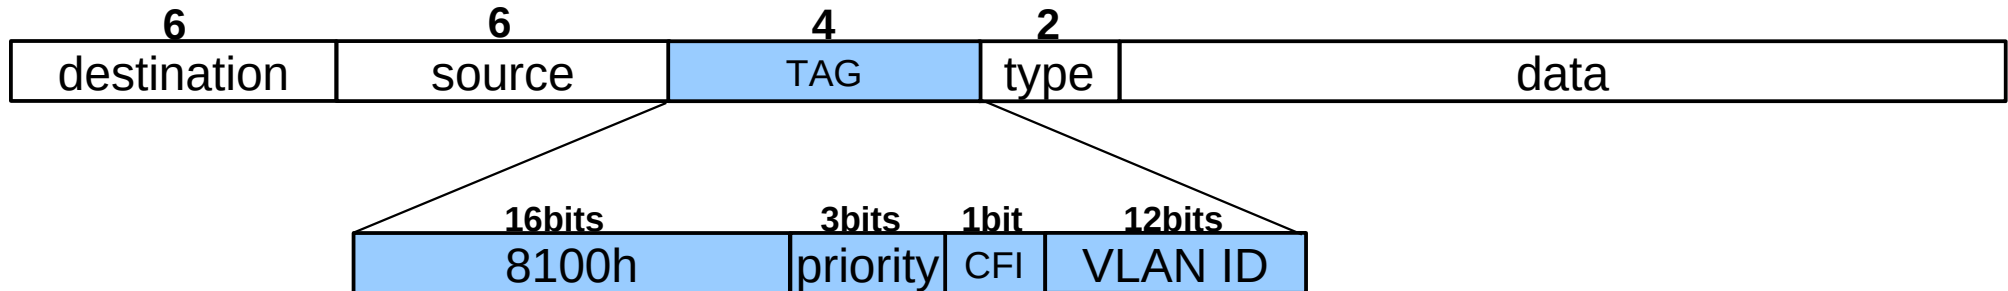 6 6 4 2
destination source TAG type data
16bits 3bits 1bit 12bits
8100h priority CFI VLAN ID